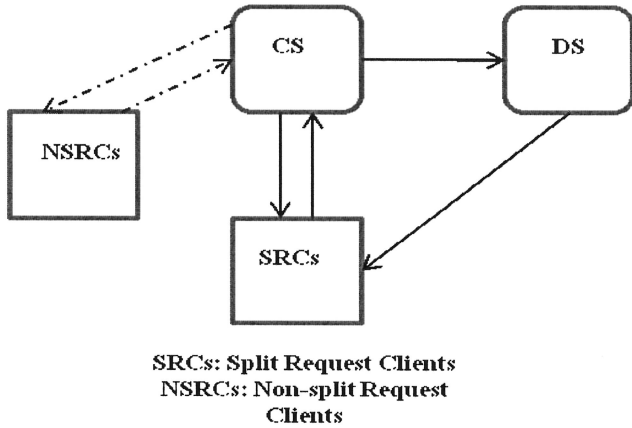 CS
DS
NSRCs
SRCs
SRCs: Split Request Clients
NSRCs: Non-split Request
Clients